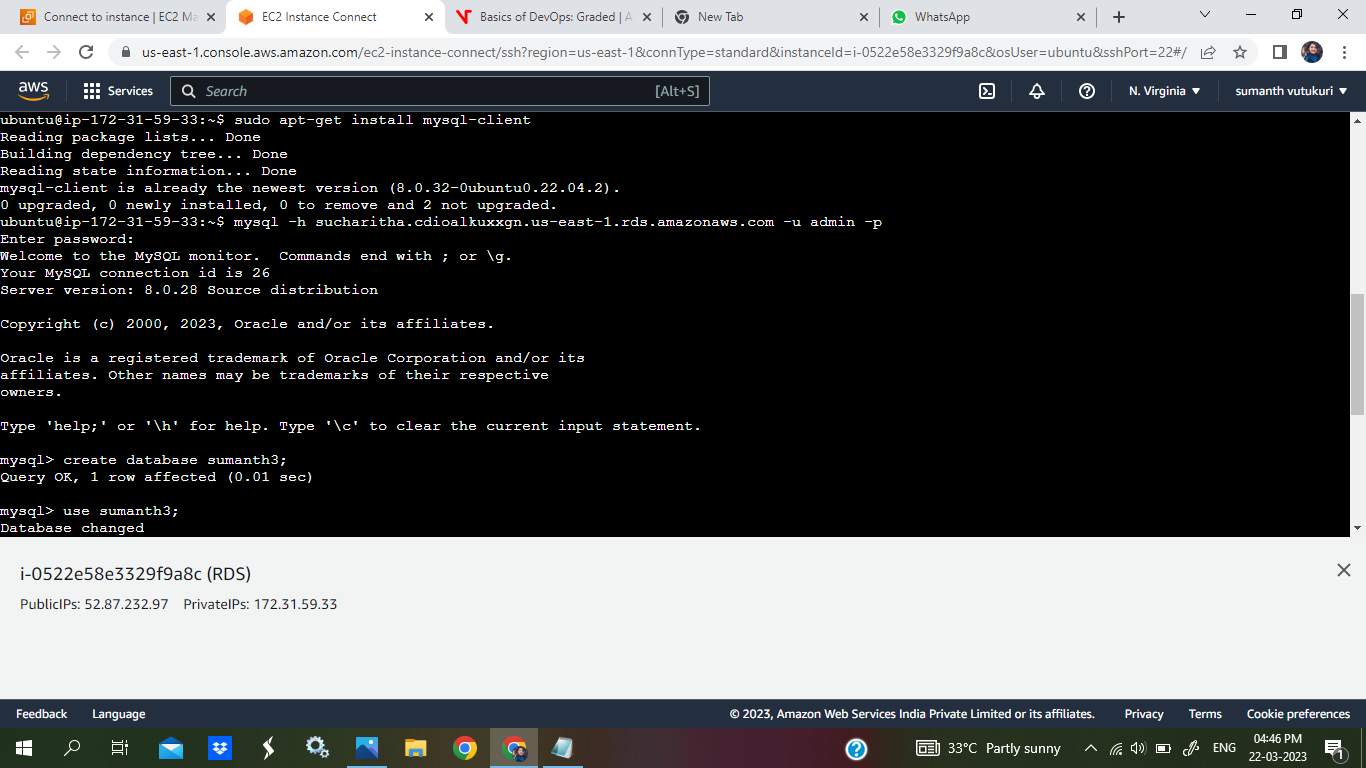 Connect to instance | EC2 Ma
EC2 Instance Connect
Basics of DevOps: Graded | A
New Tab
WhatsApp
us-east-1.console.aws.amazon.com/ec2-instance-connect/ssh?region=us-east-1&connType=standard&instanceId=i-0522e58e3329f9a8c&osUser=ubuntu&sshPort=22#/
aws
Services
Search
[Alt+S]
N. Virginia
sumanth vutukuri
ubuntu@ip-172-31-59-33:~$ sudo apt-get install mysql-client
Reading package lists... Done
Building dependency tree... Done
Reading state information... Done
mysql-client is already the newest version (8.0.32-0ubuntu0.22.04.2).
0 upgraded, 0 newly installed, 0 to remove and 2 not upgraded.
ubuntu@ip-172-31-59-33:~$ mysql -h sucharitha.cdioalkuxxgn.us-east-1.rds.amazonaws.com -u admin -p
Enter password:
Welcome to the MySQL monitor.  Commands end with ; or \g.
Your MySQL connection id is 26
Server version: 8.0.28 Source distribution
Copyright (c) 2000, 2023, Oracle and/or its affiliates.
Oracle is a registered trademark of Oracle Corporation and/or its
affiliates. Other names may be trademarks of their respective
owners.
Type 'help;' or '\h' for help. Type '\c' to clear the current input statement.
mysql> create database sumanth3;
Query OK, 1 row affected (0.01 sec)
mysql> use sumanth3;
Database changed
i-0522e58e3329f9a8c (RDS)
PublicIPs: 52.87.232.97 PrivateIPs: 172.31.59.33
Feedback
Language
© 2023, Amazon Web Services India Private Limited or its affiliates.
Privacy
Terms
Cookie preferences
33°C Partly sunny
ENG
04:46 PM
22-03-2023
1